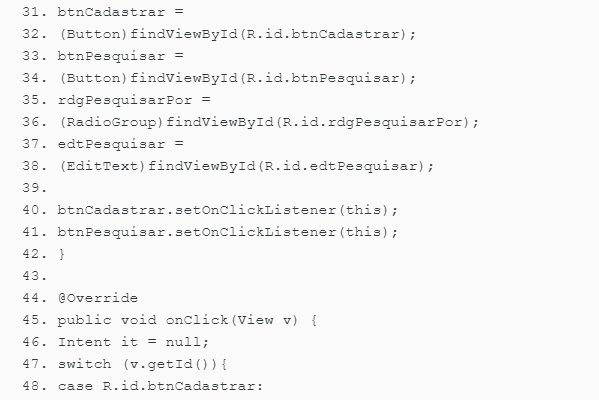 31. btnCadastrar =
32. (Button)findViewById(R.id.btnCadastrar);
33. btnPesquisar =
34. (Button)findViewById(R.id.btnPesquisar);
35. rdgPesquisarPor =
36. (RadioGroup)findViewById(R.id.rdgPesquisarPor);
37. edtPesquisar =
38. (EditText)findViewById(R.id.edtPesquisar);
39.
40. btnCadastrar.setOnClickListener(this);
41. btnPesquisar.setOnClickListener(this);
42. }
43.
44. @Override
45. public void onClick(View v) {
46. Intent it = null;
47. switch (v.getId()){
48. case R.id.btnCadastrar: